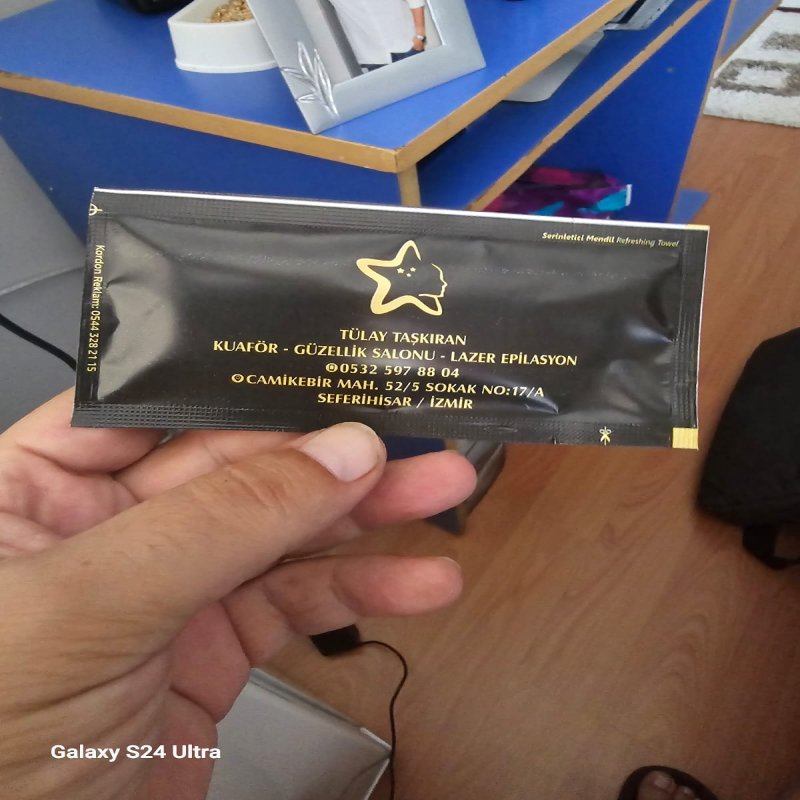 Serinletici Mendil Refreshing Towel
Kordon Reklam: 0544 328 21 15
TÜLAY TAŞKIRAN
KUAFÖR - GÜZELLİK SALONU - LAZER EPİLASYON
0532 597 88 04
CAMİKEBİR MAH. 52/5 SOKAK NO:17/A
SEFERİHİSAR / İZMİR
Galaxy S24 Ultra